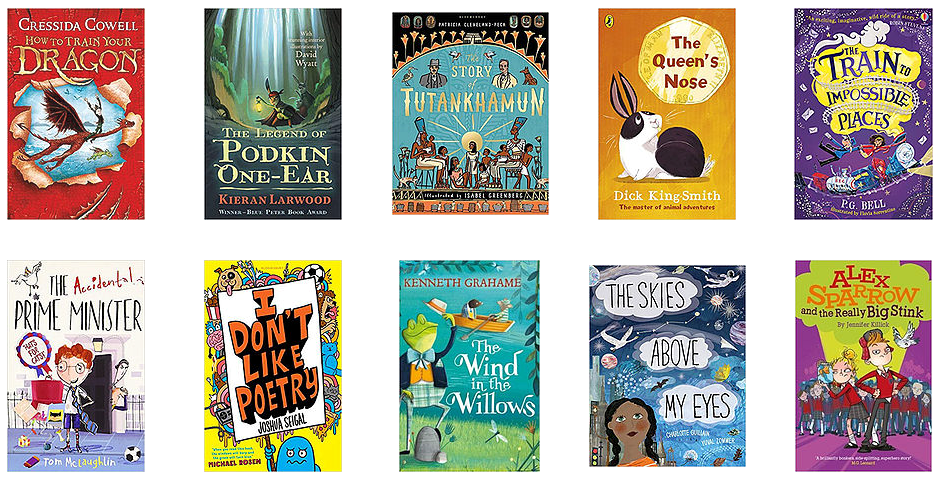 CRESSIDA COWELL
HOW TO TRAIN YOUR
DRAGON
With
stunning interior
illustrations by
David
Wyatt
THE LEGEND OF
PODKIN
ONE-EAR
KIERAN LARWOOD
WINNER–BLUE PETER BOOK AWARD
BLOOMSBURY
PATRICIA CLEVELAND-PECK
The
STORY
of
TUTANKHAMUN
Illustrated by ISABEL GREENBERG
The
Queen's
Nose
Dick King-Smith
The master of animal adventures
An exciting, imaginative, wild ride of a story.
THE
TRAIN TO
IMPOSSIBLE
PLACES
P.G. BELL
Illustrated by Flavia Sorrentino
THE Accidental
PRIME MINISTER
HATS
FOR
CATS!
Tom McLaughlin
I
DON'T
LIKE
POETRY
JOSHUA SEIGAL
MICHAEL ROSEN
KENNETH GRAHAME
The
Wind
in the
Willows
THE SKIES
ABOVE
MY EYES
CHARLOTTE GUILLAIN
YUVAL ZOMMER
ALEX
SPARROW
and the Really Big Stink
By Jennifer Killick
'A brilliantly bonkers, side-splitting, superhero story!'
M.G. Leonard